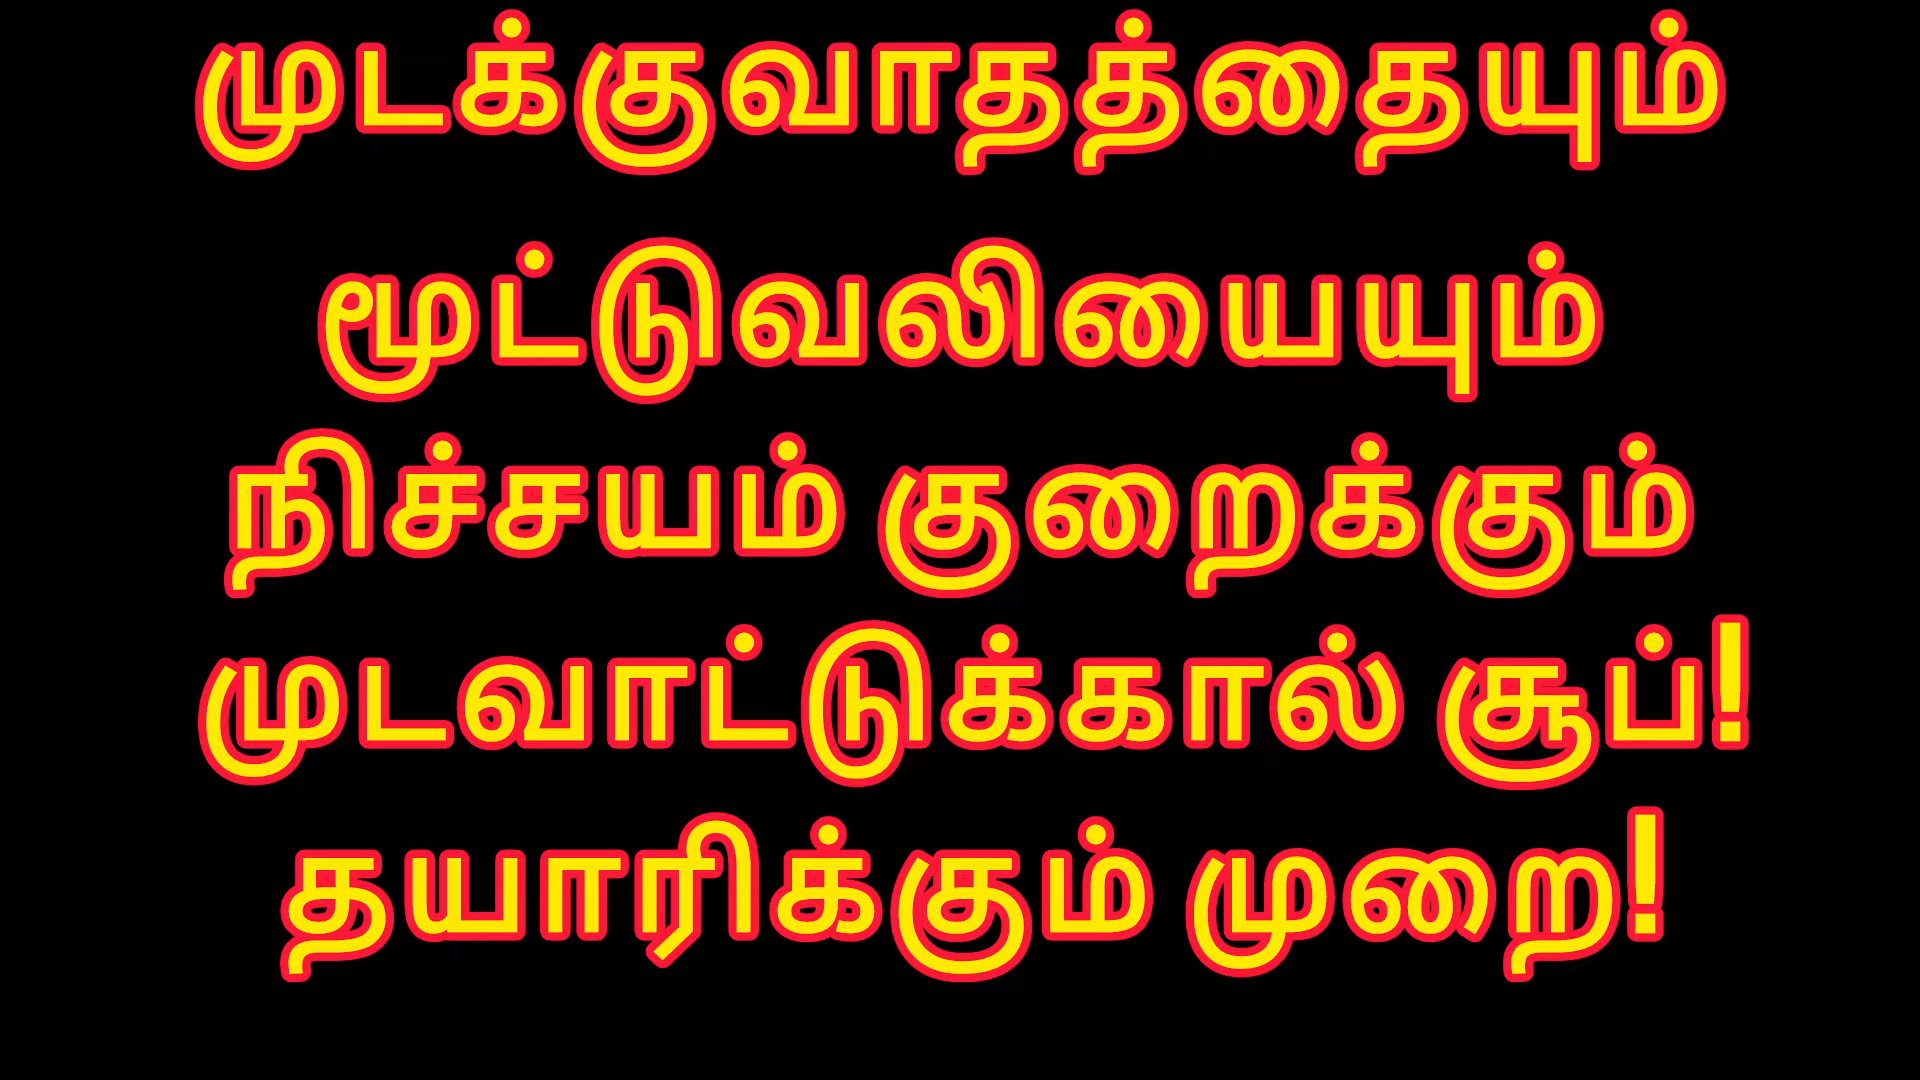 முடக்குவாதத்தையும்
மூட்டுவலியையும்
நிச்சயம் குறைக்கும்
முடவாட்டுக்கால் சூப்!
தயாரிக்கும் முறை!